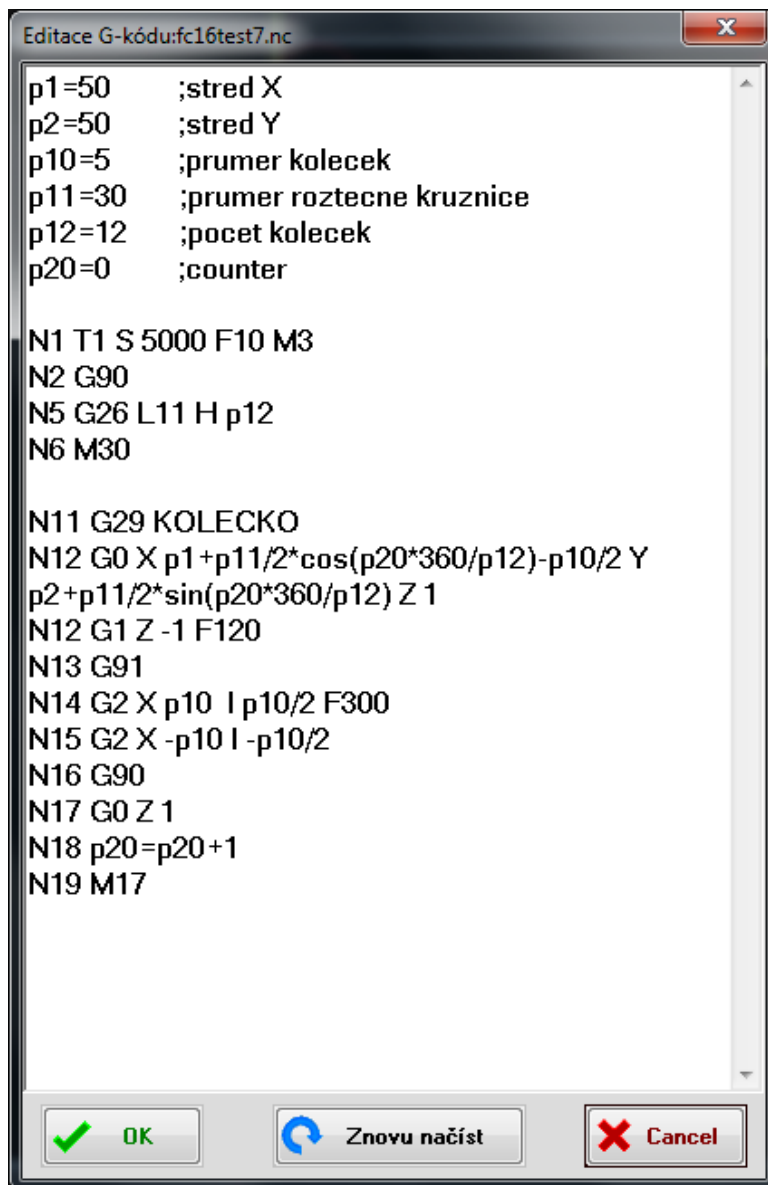 Editace G-kódu:fc16test7.nc
p1=50 ;stred X
p2=50 ;stred Y
p10=5 ;prumer kolecek
p11=30 ;prumer roztecne kruznice
p12=12 ;pocet kolecek
p20=0 ;counter
N1 T1 S 5000 F10 M3
N2 G90
N5 G26 L11 H p12
N6 M30
N11 G29 KOLECKO
N12 G0 X p1+p11/2*cos(p20*360/p12)-p10/2 Y
p2+p11/2*sin(p20*360/p12) Z 1
N12 G1 Z -1 F120
N13 G91
N14 G2 X p10  I p10/2 F300
N15 G2 X -p10 I -p10/2
N16 G90
N17 G0 Z 1
N18 p20=p20+1
N19 M17
OK Znovu načíst Cancel